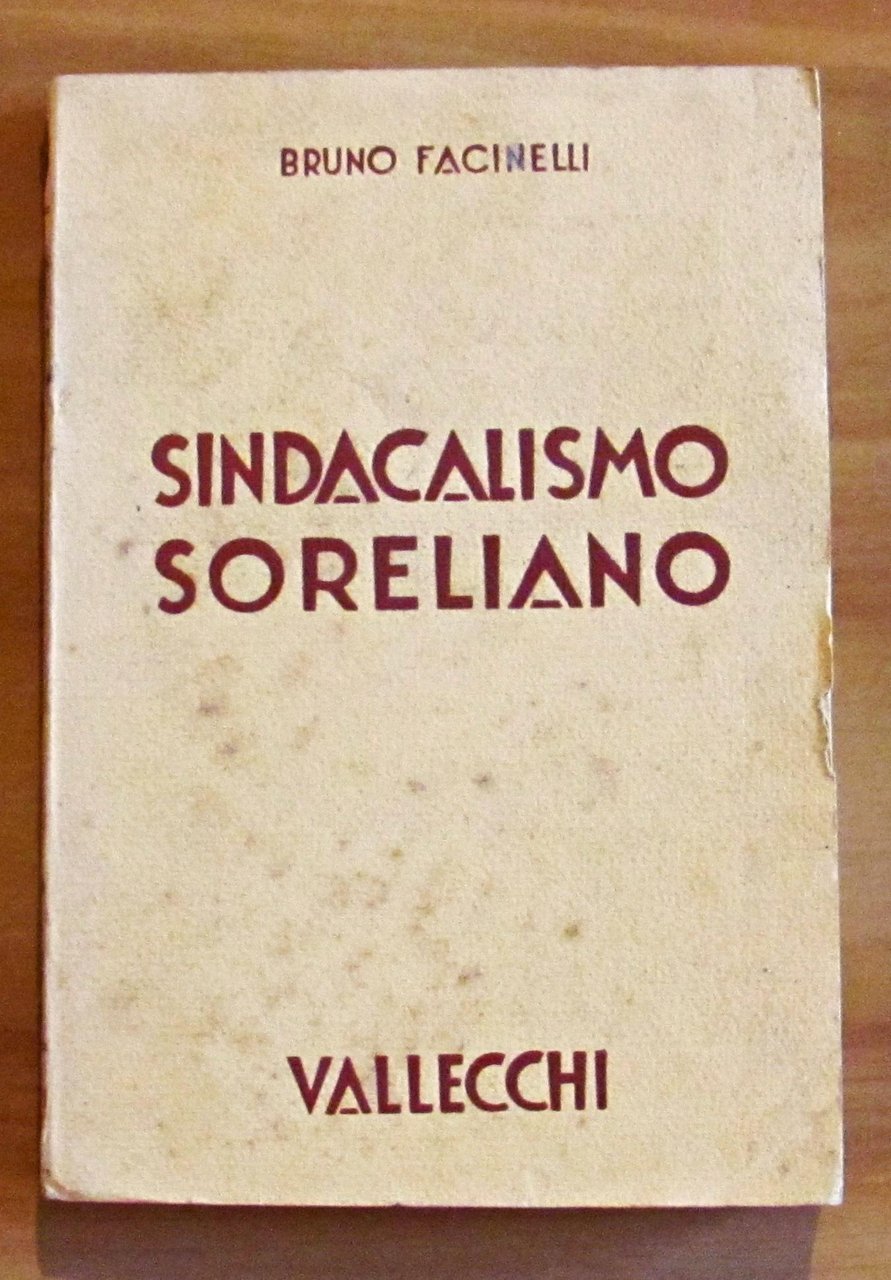 BRUNO FACINELLI
SINDACALISMO
SORELIANO
VALLECCHI